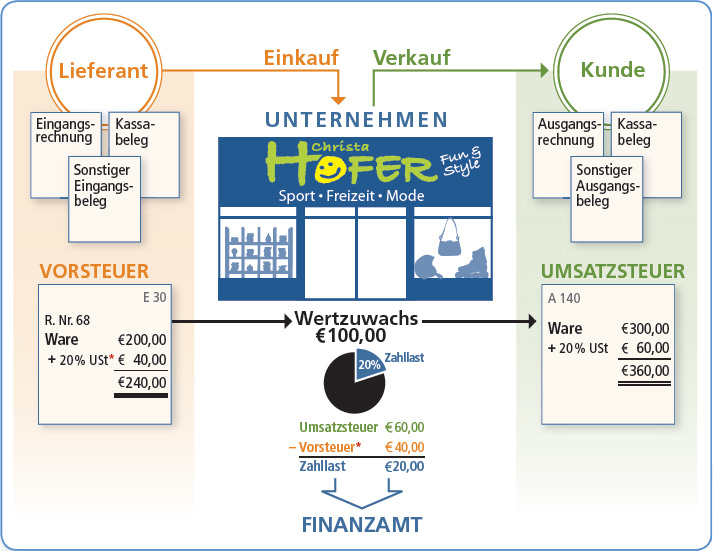 Lieferant
Einkauf
Verkauf
Kunde
Eingangs-
rechnung
Kassa-
beleg
Sonstiger
Eingangs-
beleg
UNTERNEHMEN
Christa
HOFER
Fun &
Style
Sport • Freizeit • Mode
Ausgangs-
rechnung
Kassa-
beleg
Sonstiger
Ausgangs-
beleg
VORSTEUER
E 30
R. Nr. 68
Ware €200,00
+ 20% USt* € 40,00
€240,00
Wertzuwachs
€100,00
20%
Zahllast
Umsatzsteuer €60,00
– Vorsteuer* €40,00
Zahllast €20,00
FINANZAMT
UMSATZSTEUER
A 140
Ware €300,00
+ 20% USt € 60,00
€360,00